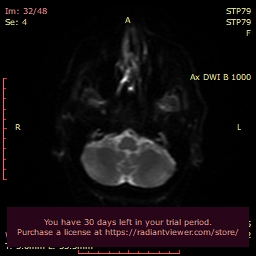 Im: 32/48
Se: 4
STP79
STP79
F
A
Ax DWI B 1000
R
L
You have 30 days left in your trial period.
Purchase a license at https://radiantviewer.com/store/